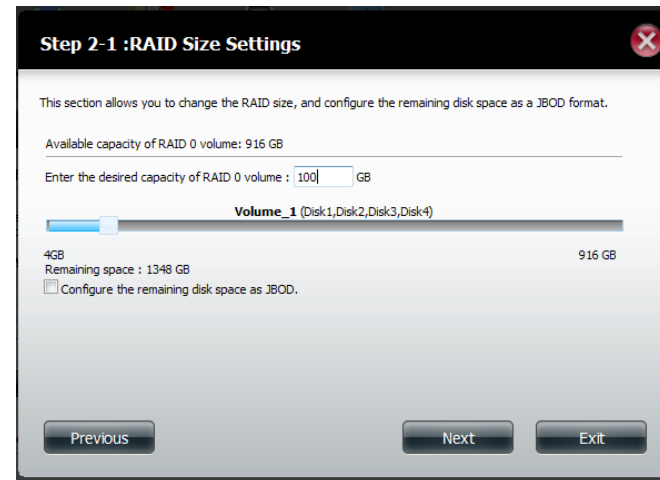 Step 2-1 :RAID Size Settings
This section allows you to change the RAID size, and configure the remaining disk space as a JBOD format.
Available capacity of RAID 0 volume: 916 GB
Enter the desired capacity of RAID 0 volume : 100 GB
Volume_1 (Disk1,Disk2,Disk3,Disk4)
4GB 916 GB
Remaining space : 1348 GB
Configure the remaining disk space as JBOD.
Previous Next Exit